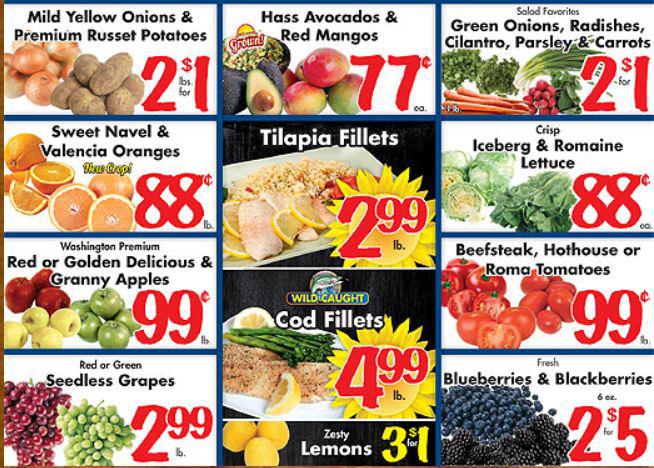 Mild Yellow Onions &
Premium Russet Potatoes
2 lbs. for $1
Grown!
Hass Avocados &
Red Mangos
77¢ ea.
Salad Favorites
Green Onions, Radishes,
Cilantro, Parsley & Carrots
1 lb.
2 for $1
Sweet Navel &
Valencia Oranges
New Crop!
88¢ lb.
Tilapia Fillets
2.99 lb.
Crisp
Iceberg & Romaine
Lettuce
88¢ ea.
Washington Premium
Red or Golden Delicious &
Granny Apples
99¢ lb.
WILD CAUGHT
Cod Fillets
4.99 lb.
Beefsteak, Hothouse or
Roma Tomatoes
99¢ lb.
Red or Green
Seedless Grapes
2.99 lb.
Zesty
Lemons
3 for $1
Fresh
Blueberries & Blackberries
6 oz.
2 for $5